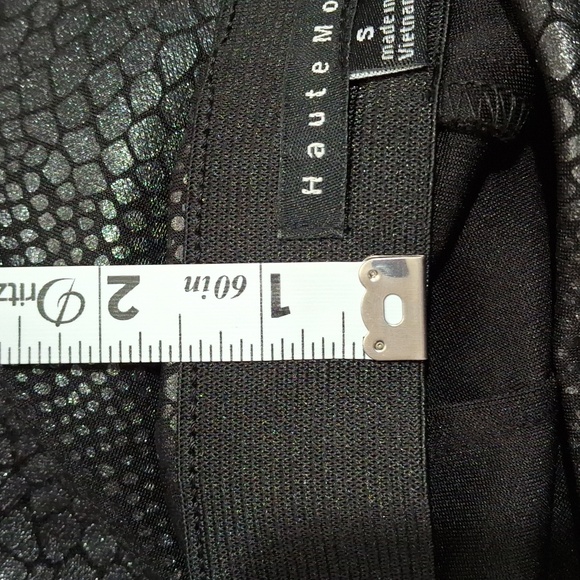 Haute Mo
S
made in
Vietnam
1
60in
2
Dritz